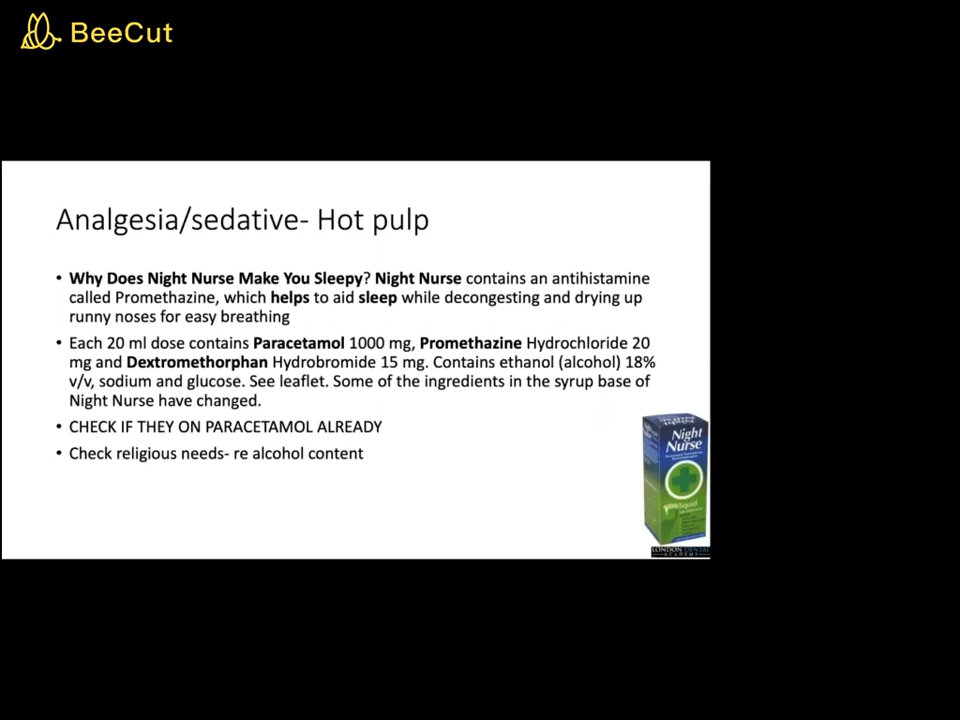 BeeCut
Analgesia/sedative- Hot pulp
• Why Does Night Nurse Make You Sleepy? Night Nurse contains an antihistamine
called Promethazine, which helps to aid sleep while decongesting and drying up
runny noses for easy breathing
• Each 20 ml dose contains Paracetamol 1000 mg, Promethazine Hydrochloride 20
mg and Dextromethorphan Hydrobromide 15 mg. Contains ethanol (alcohol) 18%
v/v, sodium and glucose. See leaflet. Some of the ingredients in the syrup base of
Night Nurse have changed.
• CHECK IF THEY ON PARACETAMOL ALREADY
• Check religious needs- re alcohol content
Night
Nurse
liquid
LONDON DENTAL
ACADEMY